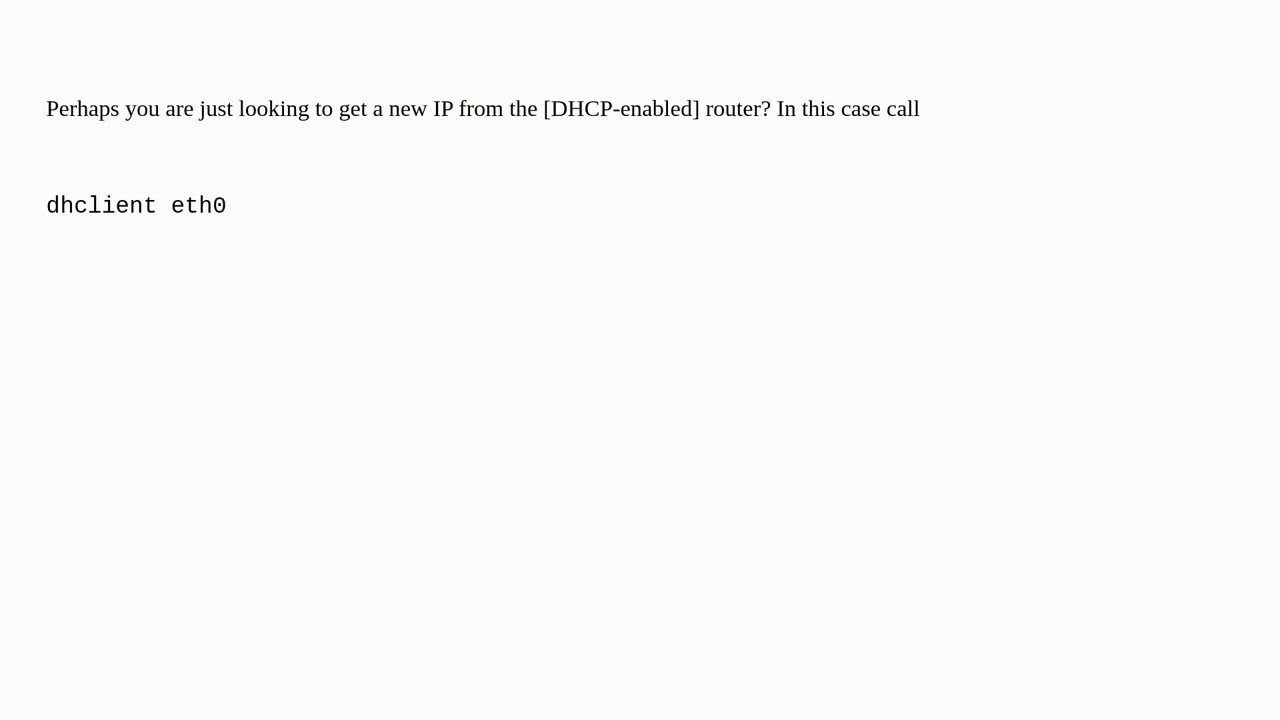 Perhaps you are just looking to get a new IP from the [DHCP-enabled] router? In this case call
dhclient eth0